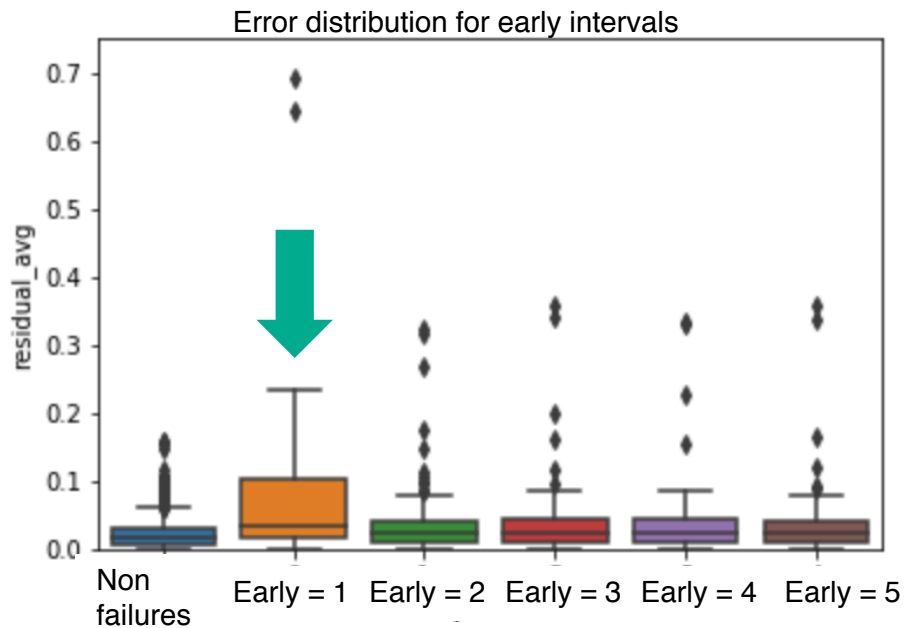 Error distribution for early intervals
0.7
0.6
0.5
0.4
0.3
0.2
0.1
0.0
residual_avg
Non
failures
Early = 1
Early = 2
Early = 3
Early = 4
Early = 5